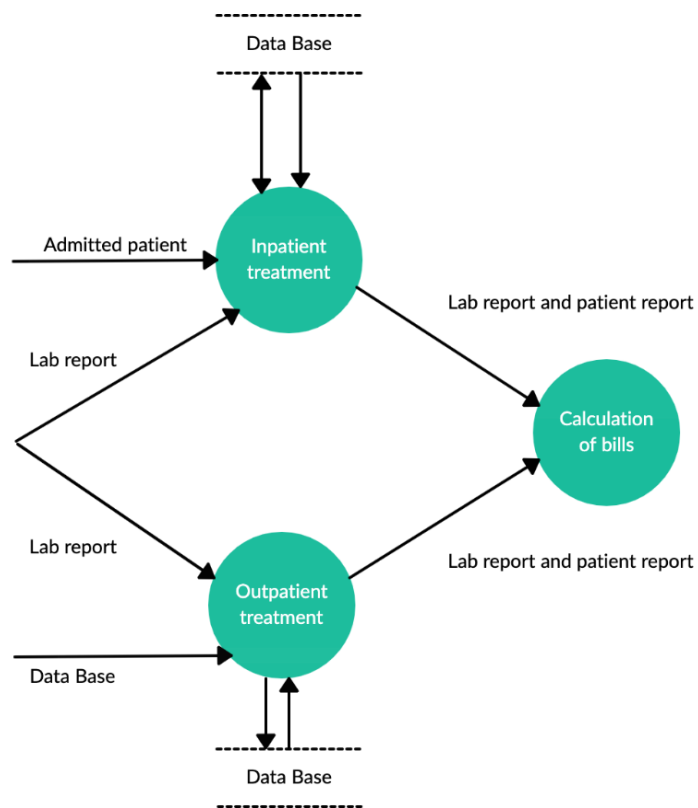 Data Base
Admitted patient
Inpatient
treatment
Lab report and patient report
Lab report
Calculation
of bills
Lab report
Lab report and patient report
Outpatient
treatment
Data Base
Data Base